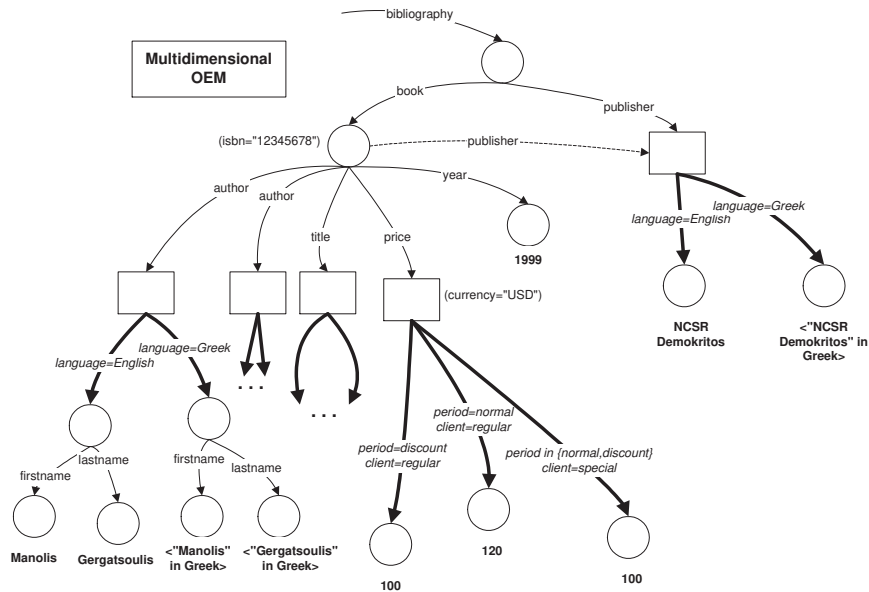 bibliography
Multidimensional
OEM
book
publisher
(isbn="12345678")
publisher
author
author
year
title
price
language=Greek
language=English
1999
(currency="USD")
NCSR
Demokritos
<"NCSR
Demokritos" in
Greek>
language=Greek
language=English
. . .
. . .
period=normal
client=regular
period=discount
client=regular
period in {normal,discount}
client=special
firstname
lastname
firstname
lastname
Manolis
Gergatsoulis
<"Manolis"
in Greek>
<"Gergatsoulis"
in Greek>
100
120
100